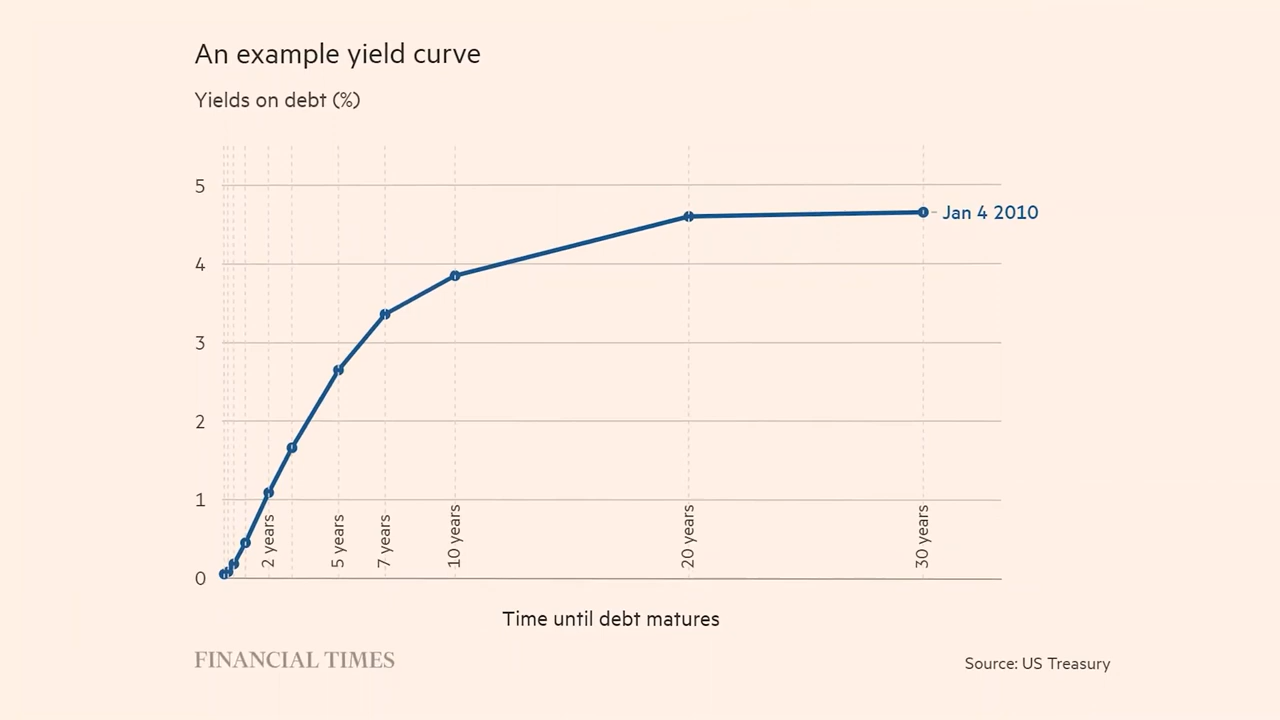 An example yield curve
Yields on debt (%)
5
4
3
2
1
0
Jan 4 2010
2 years
5 years
7 years
10 years
20 years
30 years
Time until debt matures
FINANCIAL TIMES
Source: US Treasury